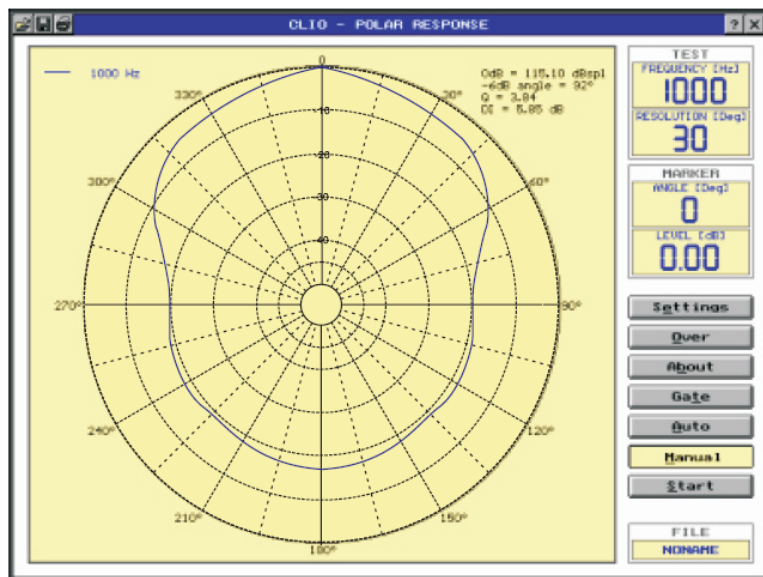 CLIO - POLAR RESPONSE
? X
1000 Hz
0dB = 115.10 dBspl
-6dB angle = 92°
Q = 3.84
DI = 5.85 dB
0
330°
30°
-10
-20
300°
60°
-30
-40
270°
90°
240°
120°
210°
150°
180°
TEST
FREQUENCY [Hz]
1000
RESOLUTION [Deg]
30
MARKER
ANGLE [Deg]
0
LEVEL [dB]
0.00
Settings
Over
About
Gate
Auto
Manual
Start
FILE
NONAME